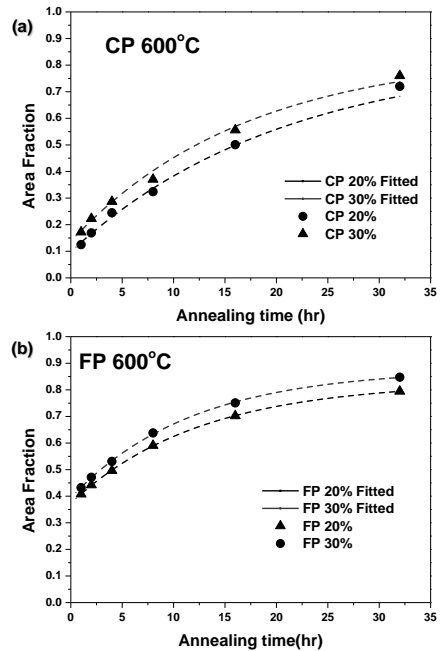 (a)
CP 600°C
1.0
0.9
0.8
0.7
0.6
0.5
0.4
0.3
0.2
0.1
0.0
Area Fraction
CP 20% Fitted
CP 30% Fitted
CP 20%
CP 30%
0 5 10 15 20 25 30 35
Annealing time (hr)
(b)
FP 600°C
1.0
0.9
0.8
0.7
0.6
0.5
0.4
0.3
0.2
0.1
0.0
Area Fraction
FP 20% Fitted
FP 30% Fitted
FP 20%
FP 30%
0 5 10 15 20 25 30 35
Annealing time(hr)